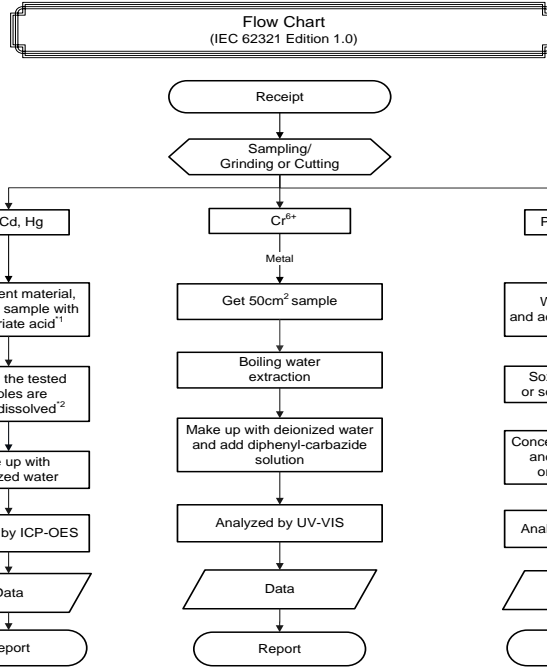 Flow Chart
(IEC 62321 Edition 1.0)
Receipt
Sampling/
Grinding or Cutting
Cd, Hg
Cr6+
Metal
ent material,
sample with
riate acid*1
the tested
are
dissolved*2
up with
zed water
by ICP-OES
Data
eport
Get 50cm2 sample
Boiling water
extraction
Make up with deionized water
and add diphenyl-carbazide
solution
Analyzed by UV-VIS
Data
Report
P
W
and ac
Sox
or so
Conce
and
or
Anal